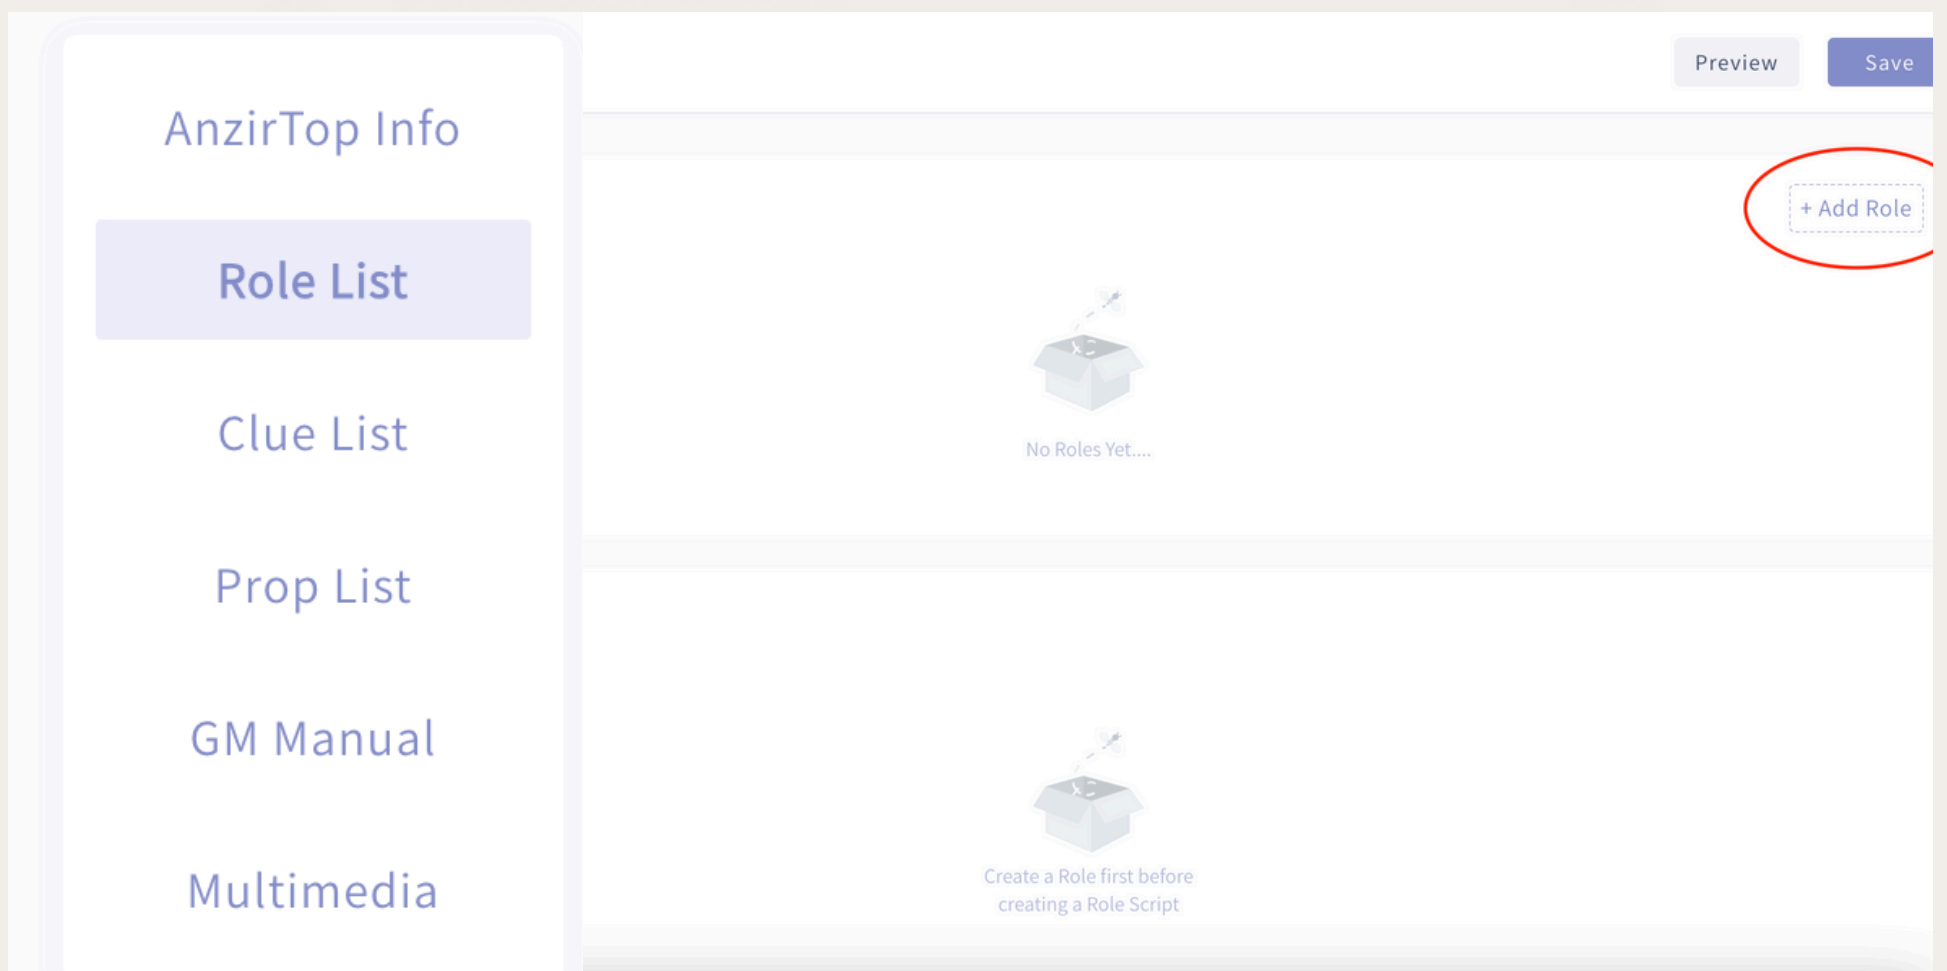 AnzirTop Info
Role List
Clue List
Prop List
GM Manual
Multimedia
Preview
Save
+ Add Role
No Roles Yet....
Create a Role first before
creating a Role Script